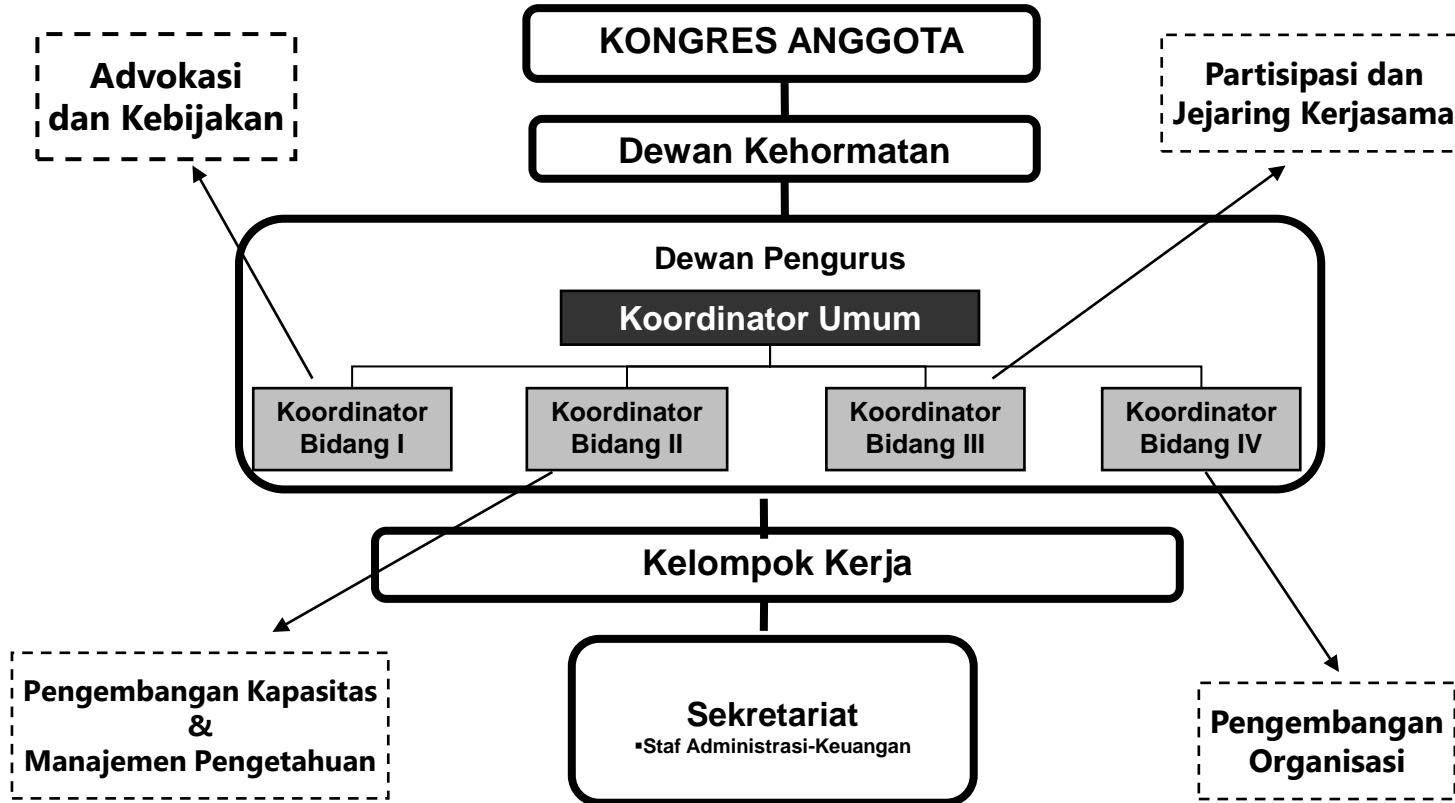 KONGRES ANGGOTA
Advokasi
dan Kebijakan
Partisipasi dan
Jejaring Kerjasama
Dewan Kehormatan
Dewan Pengurus
Koordinator Umum
Koordinator
Bidang I
Koordinator
Bidang II
Koordinator
Bidang III
Koordinator
Bidang IV
Kelompok Kerja
Pengembangan Kapasitas
&
Manajemen Pengetahuan
Sekretariat
▪Staf Administrasi-Keuangan
Pengembangan
Organisasi